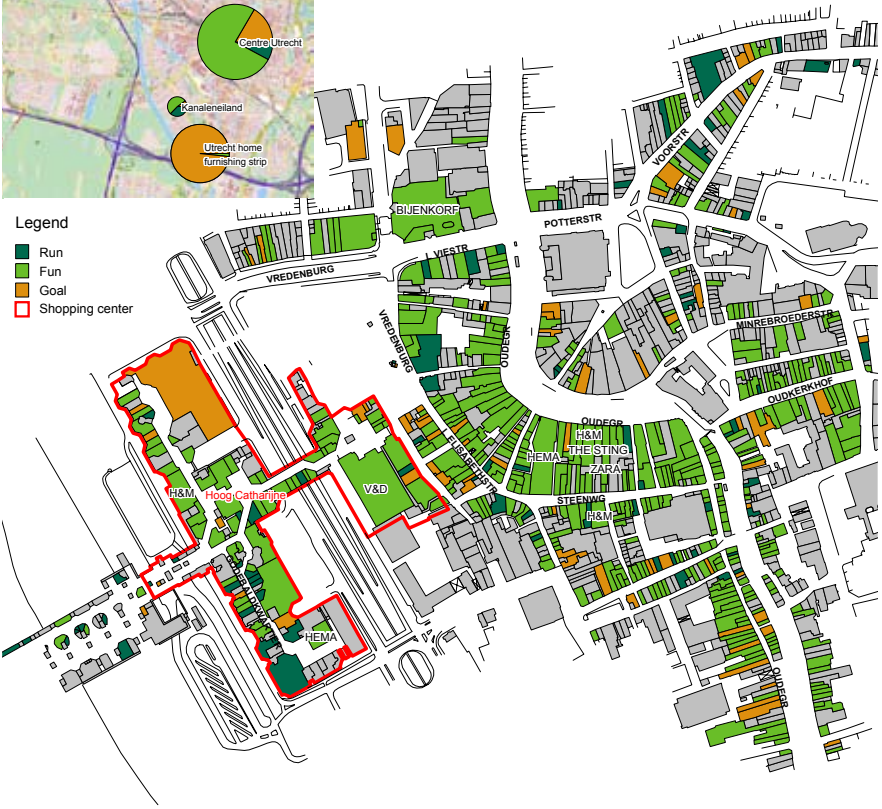 Centre Utrecht
Kanaleneiland
Utrecht home
furnishing strip
Legend
Run
Fun
Goal
Shopping center
VOORSTR
BIJENKORF
POTTERSTR
L VIESTR
VREDENBURG
VREDENBURG
OUDEGR
MINREBROEDERSTR
OUDKERKHOF
OUDEGR
H&M
THE STING
HEMA
ZARA
L ELISABETHSTR
STEENWG
H&M
V&D
H&M
Hoog Catharijne
GODEBALDKWARTIER
HEMA
OUDEGR